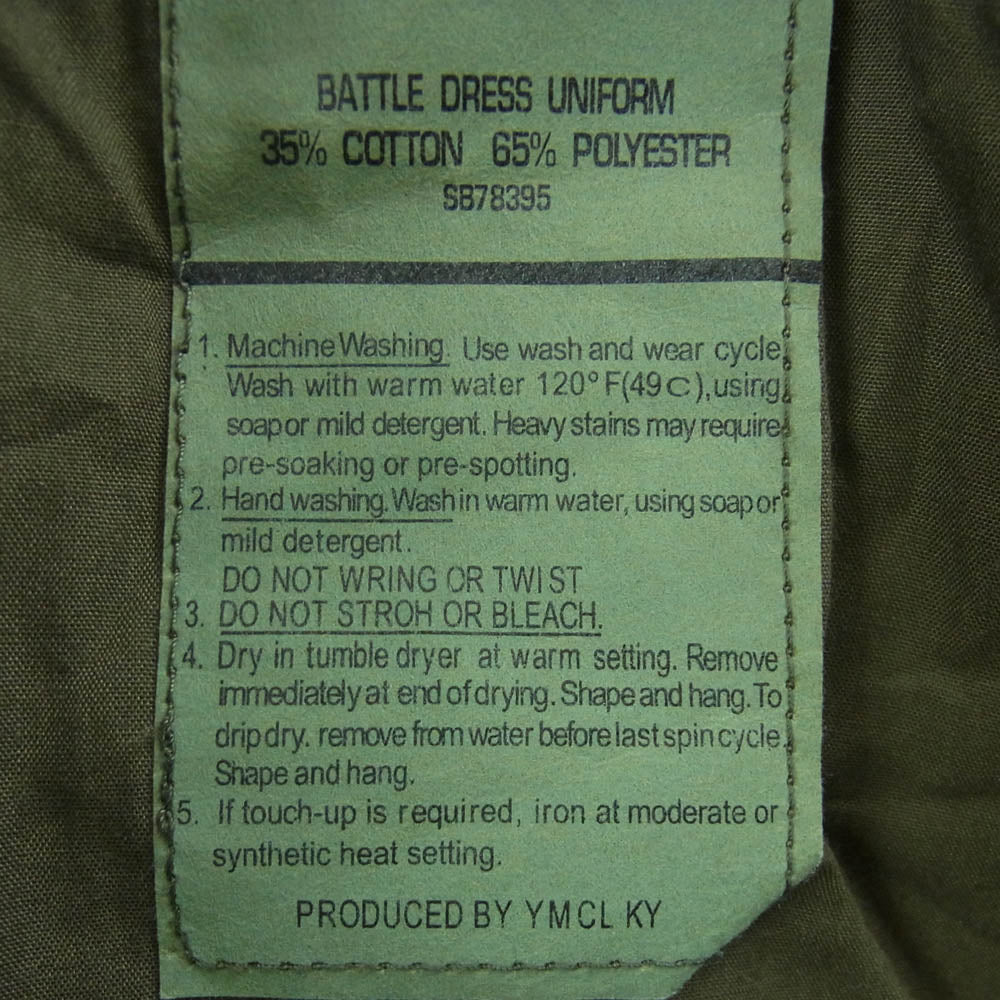 BATTLE DRESS UNIFORM
35% COTTON 65% POLYESTER
SB78395
1. Machine Washing. Use wash and wear cycle.
Wash with warm water 120° F(49 C),using
soap or mild detergent. Heavy stains may require
pre-soaking or pre-spotting.
2. Hand washing. Wash in warm water, using soap or
mild detergent.
DO NOT WRING OR TWIST
3. DO NOT STROH OR BLEACH.
4. Dry in tumble dryer at warm setting. Remove
immediately at end of drying. Shape and hang. To
drip dry. remove from water before last spin cycle.
Shape and hang.
5. If touch-up is required, iron at moderate or
synthetic heat setting.
PRODUCED BY YMCL KY